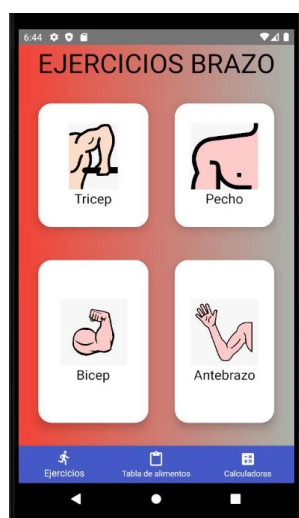 6:44
EJERCICIOS BRAZO
Tricep
Pecho
Bicep
Antebrazo
Ejercicios
Tabla de alimentos
Calculadoras